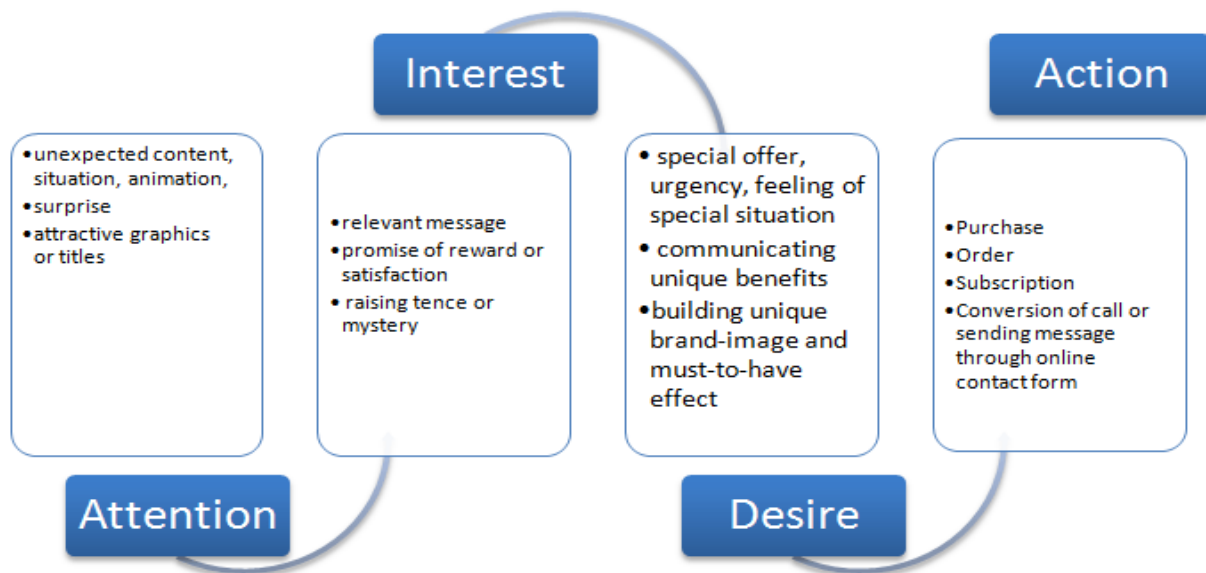 Attention
•unexpected content,
situation, animation,
•surprise
•attractive graphics
or titles
Interest
•relevant message
•promise of reward or
satisfaction
• raising tence or
mystery
Desire
• special offer,
urgency, feeling of
special situation
• communicating
unique benefits
•building unique
brand-image and
must-to-have
effect
Action
•Purchase
•Order
•Subscription
•Conversion of call or
sending message
through online
contact form